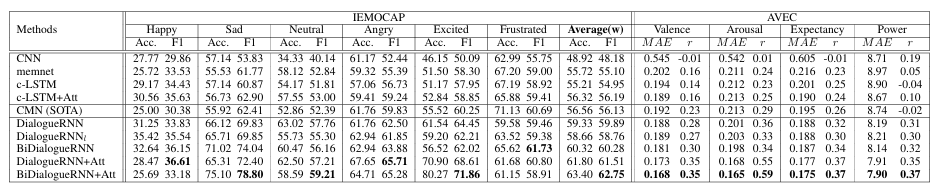 IEMOCAP AVEC
Methods Happy Sad Neutral Angry Excited Frustrated Average(w) Valence Arousal Expectancy Power
Acc. F1 Acc. F1 Acc. F1 Acc. F1 Acc. F1 Acc. F1 Acc. F1 MAE r MAE r MAE r MAE r
CNN 27.77 29.86 57.14 53.83 34.33 40.14 61.17 52.44 46.15 50.09 62.99 55.75 48.92 48.18 0.545 -0.01 0.542 0.01 0.605 -0.01 8.71 0.19
memnet 25.72 33.53 55.53 61.77 58.12 52.84 59.32 55.39 51.50 58.30 67.20 59.00 55.72 55.10 0.202 0.16 0.211 0.24 0.216 0.23 8.97 0.05
c-LSTM 29.17 34.43 57.14 60.87 54.17 51.81 57.06 56.73 51.17 57.95 67.19 58.92 55.21 54.95 0.194 0.14 0.212 0.23 0.201 0.25 8.90 -0.04
c-LSTM+Att 30.56 35.63 56.73 62.90 57.55 53.00 59.41 59.24 52.84 58.85 65.88 59.41 56.32 56.19 0.189 0.16 0.213 0.25 0.190 0.24 8.67 0.10
CMN (SOTA) 25.00 30.38 55.92 62.41 52.86 52.39 61.76 59.83 55.52 60.25 71.13 60.69 56.56 56.13 0.192 0.23 0.213 0.29 0.195 0.26 8.74 -0.02
DialogueRNN 31.25 33.83 66.12 69.83 63.02 57.76 61.76 62.50 61.54 64.45 59.58 59.46 59.33 59.89 0.188 0.28 0.201 0.36 0.188 0.32 8.19 0.31
DialogueRNNl 35.42 35.54 65.71 69.85 55.73 55.30 62.94 61.85 59.20 62.21 63.52 59.38 58.66 58.76 0.189 0.27 0.203 0.33 0.188 0.30 8.21 0.30
BiDialogueRNN 32.64 36.15 71.02 74.04 60.47 56.16 62.94 63.88 56.52 62.02 65.62 61.73 60.32 60.28 0.181 0.30 0.198 0.34 0.187 0.34 8.14 0.32
DialogueRNN+Att 28.47 36.61 65.31 72.40 62.50 57.21 67.65 65.71 70.90 68.61 61.68 60.80 61.80 61.51 0.173 0.35 0.168 0.55 0.177 0.37 7.91 0.35
BiDialogueRNN+Att 25.69 33.18 75.10 78.80 58.59 59.21 64.71 65.28 80.27 71.86 61.15 58.91 63.40 62.75 0.168 0.35 0.165 0.59 0.175 0.37 7.90 0.37